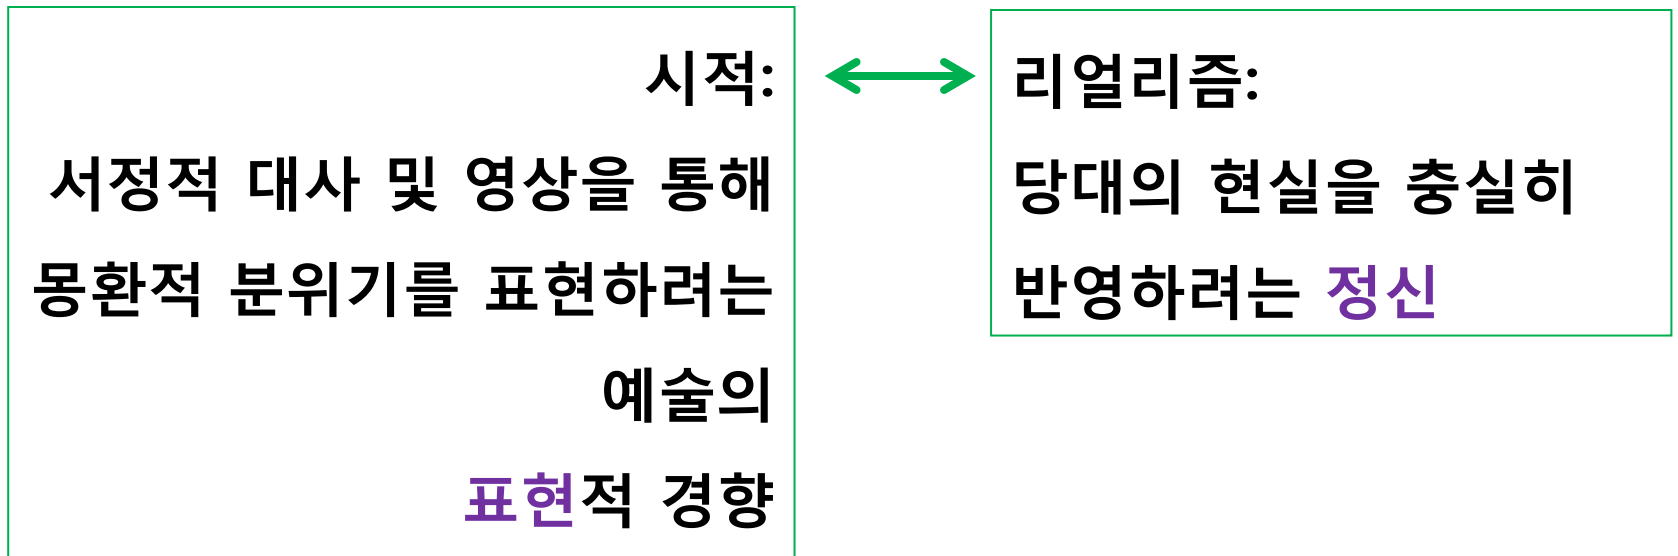 시적:
서정적 대사 및 영상을 통해
몽환적 분위기를 표현하려는
예술의
표현적 경향
리얼리즘:
당대의 현실을 충실히
반영하려는 정신